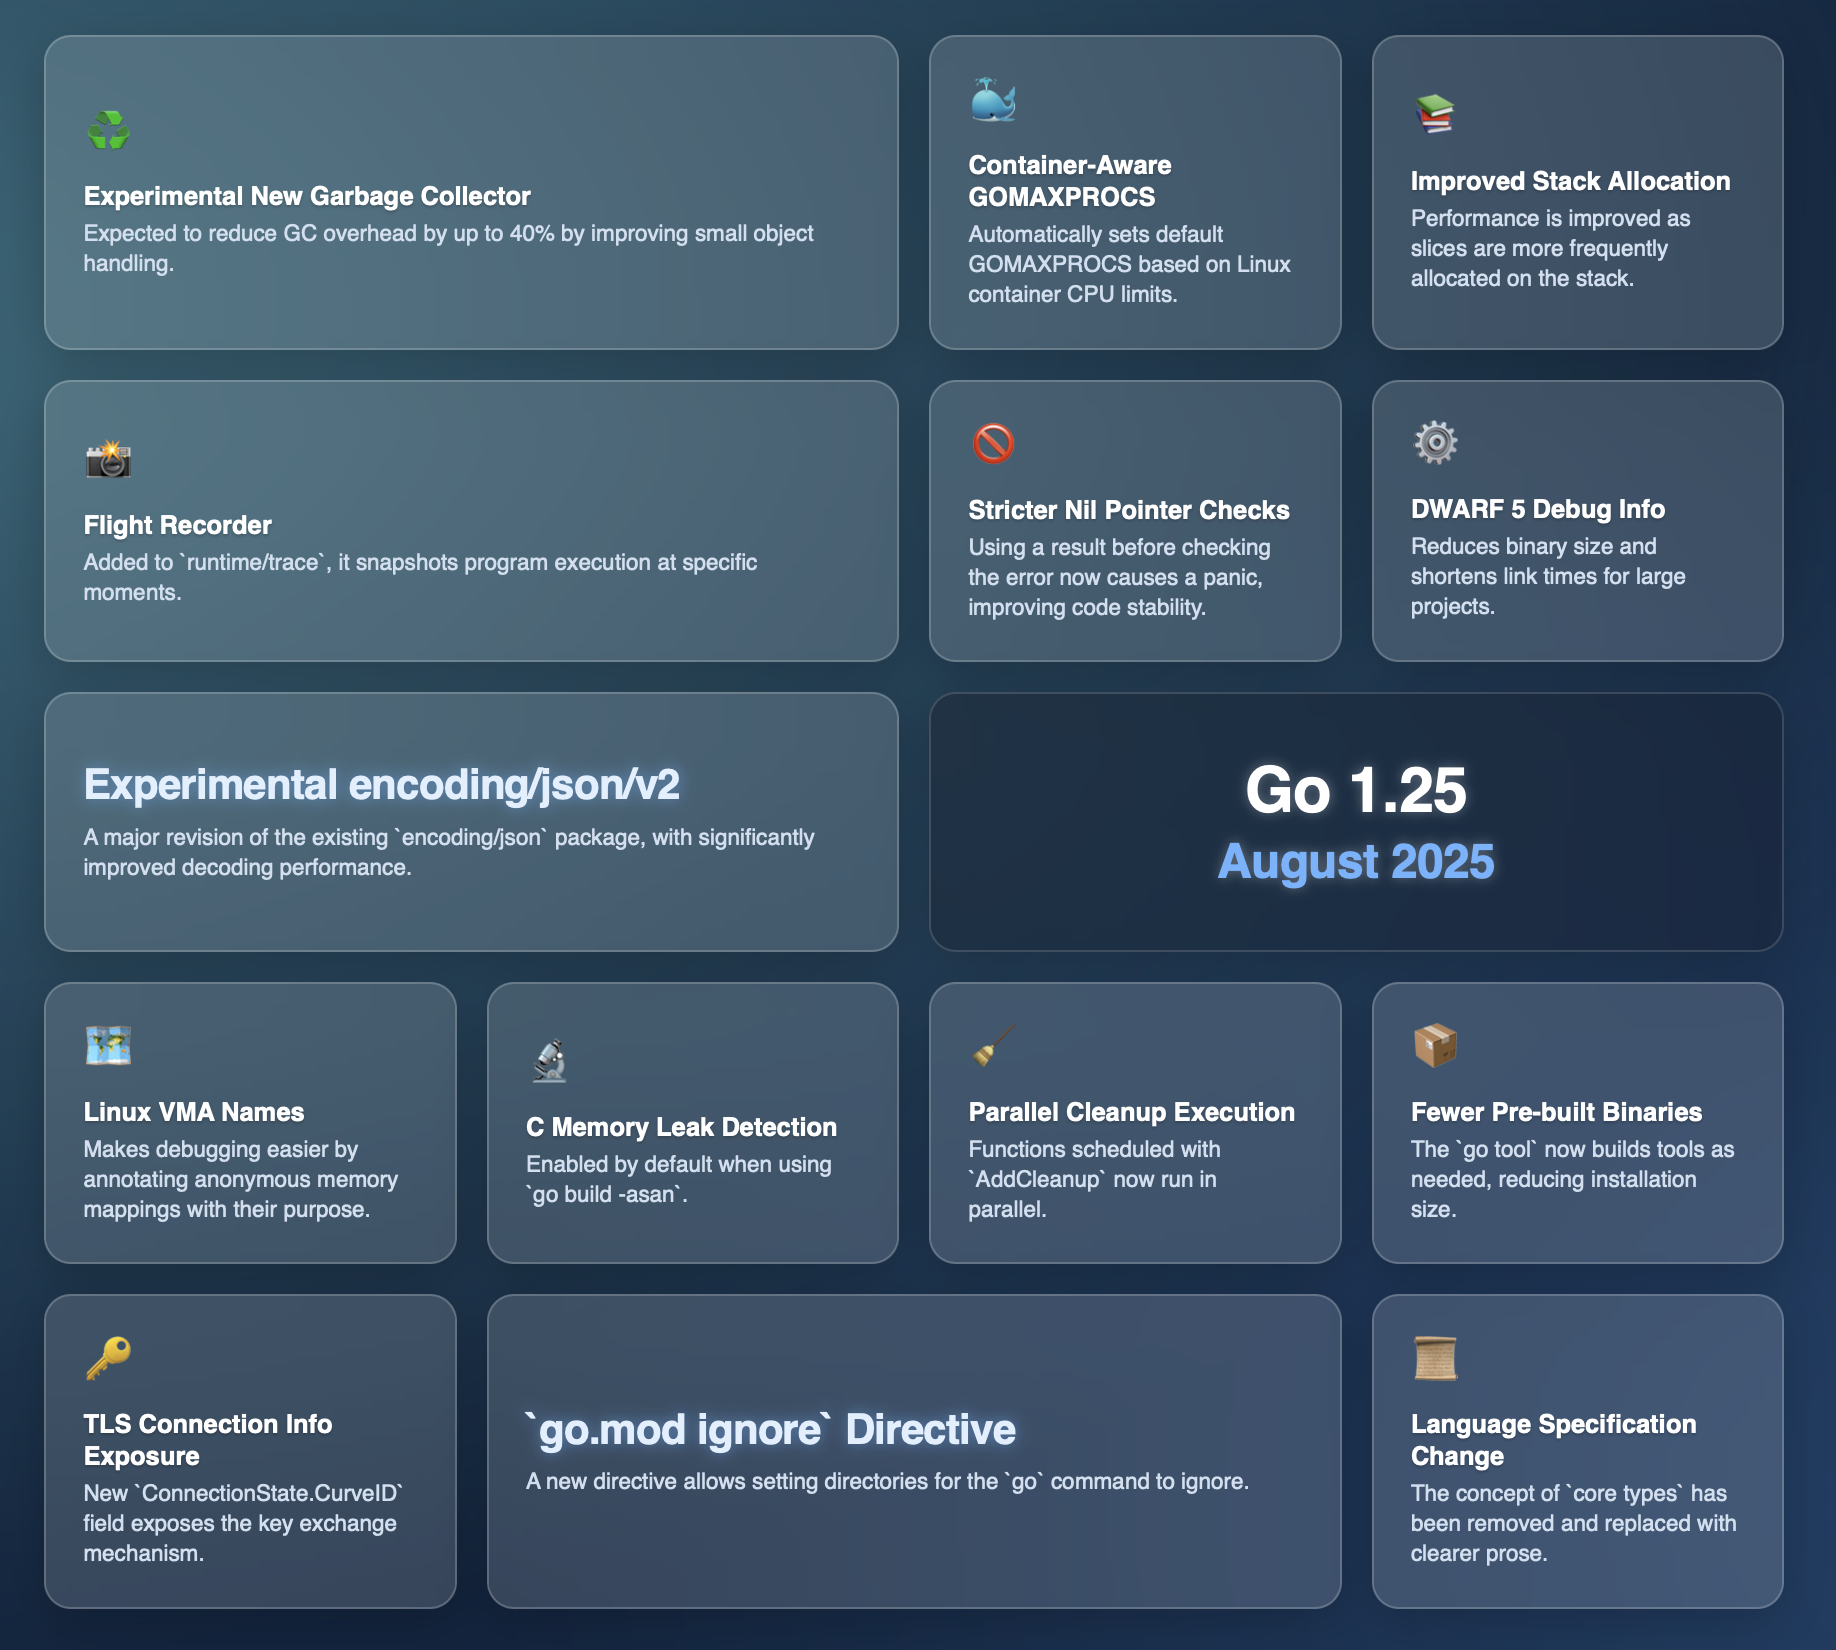 Experimental New Garbage Collector
Expected to reduce GC overhead by up to 40% by improving small object
handling.
Container-Aware
GOMAXPROCS
Automatically sets default
GOMAXPROCS based on Linux
container CPU limits.
Improved Stack Allocation
Performance is improved as
slices are more frequently
allocated on the stack.
Flight Recorder
Added to `runtime/trace`, it snapshots program execution at specific
moments.
Stricter Nil Pointer Checks
Using a result before checking
the error now causes a panic,
improving code stability.
DWARF 5 Debug Info
Reduces binary size and
shortens link times for large
projects.
Experimental encoding/json/v2
A major revision of the existing `encoding/json` package, with significantly
improved decoding performance.
Go 1.25
August 2025
Linux VMA Names
Makes debugging easier by
annotating anonymous memory
mappings with their purpose.
C Memory Leak Detection
Enabled by default when using
`go build -asan`.
Parallel Cleanup Execution
Functions scheduled with
`AddCleanup` now run in
parallel.
Fewer Pre-built Binaries
The `go tool` now builds tools as
needed, reducing installation
size.
TLS Connection Info
Exposure
New `ConnectionState.CurveID`
field exposes the key exchange
mechanism.
`go.mod ignore` Directive
A new directive allows setting directories for the `go` command to ignore.
Language Specification
Change
The concept of `core types` has
been removed and replaced with
clearer prose.